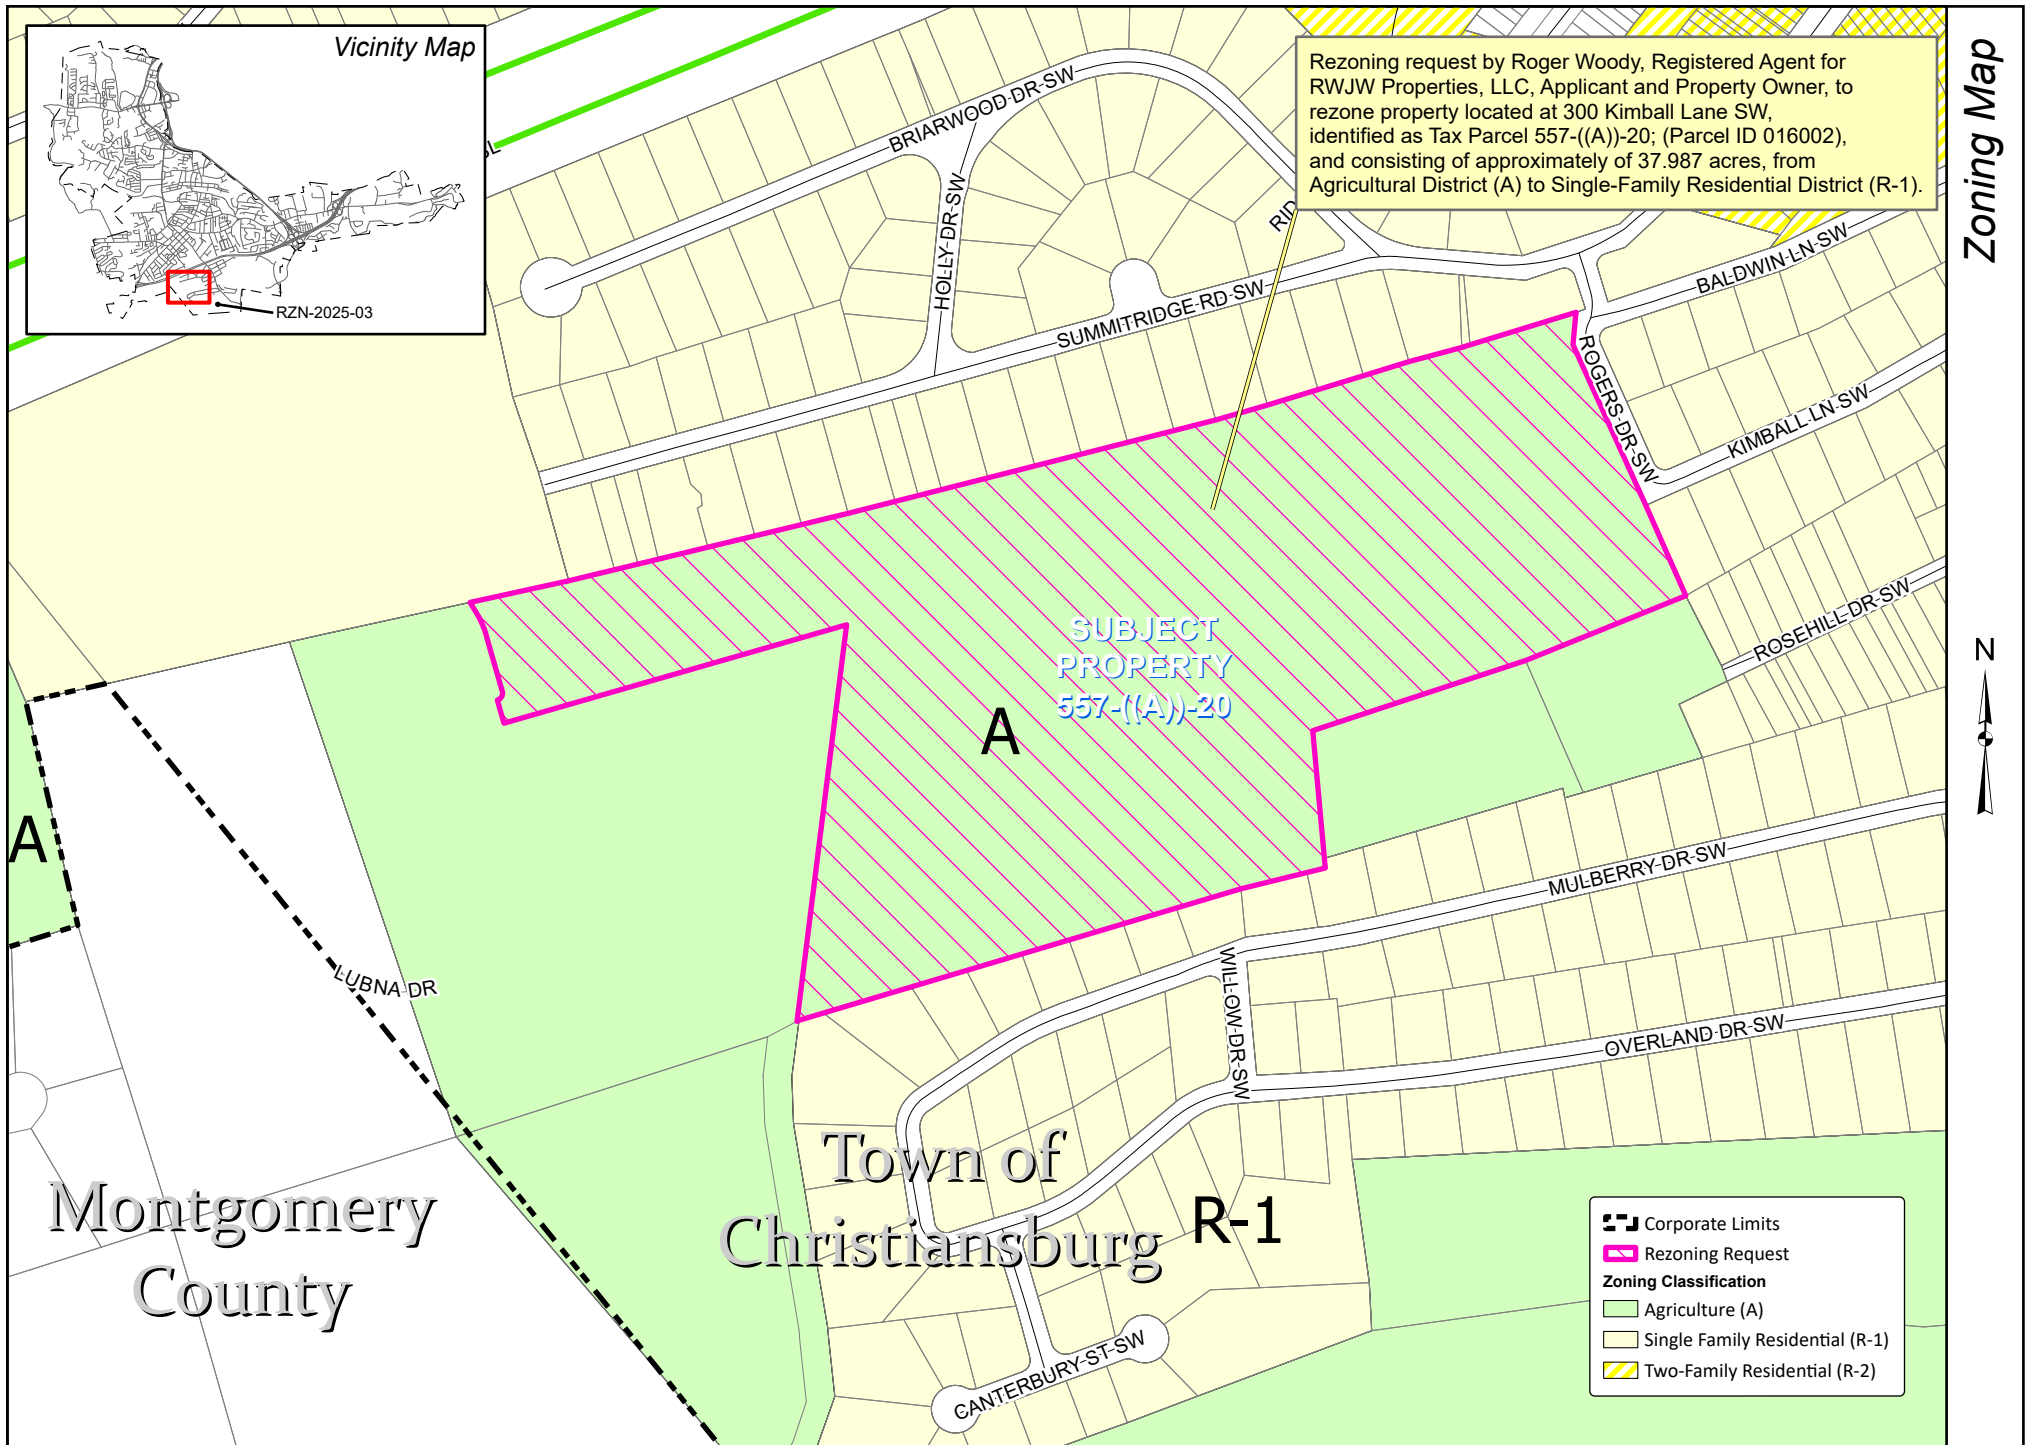 Vicinity Map
RZN-2025-03
Rezoning request by Roger Woody, Registered Agent for
RWJW Properties, LLC, Applicant and Property Owner, to
rezone property located at 300 Kimball Lane SW,
identified as Tax Parcel 557-((A))-20; (Parcel ID 016002),
and consisting of approximately of 37.987 acres, from
Agricultural District (A) to Single-Family Residential District (R-1).
Zoning Map
BRIARWOOD DR SW
HOLLY DR SW
SUMMITRIDGE RD SW
BALDWIN LN SW
ROGERS DR SW
KIMBALL LN SW
ROSEHILL DR SW
N
SUBJECT
PROPERTY
557-((A))-20
A
A
MULBERRY DR SW
WILLOW DR SW
LUBNA DR
OVERLAND DR SW
Town of
Christiansburg
R-1
Montgomery
County
CANTERBURY ST SW
Corporate Limits
Rezoning Request
Zoning Classification
Agriculture (A)
Single Family Residential (R-1)
Two-Family Residential (R-2)